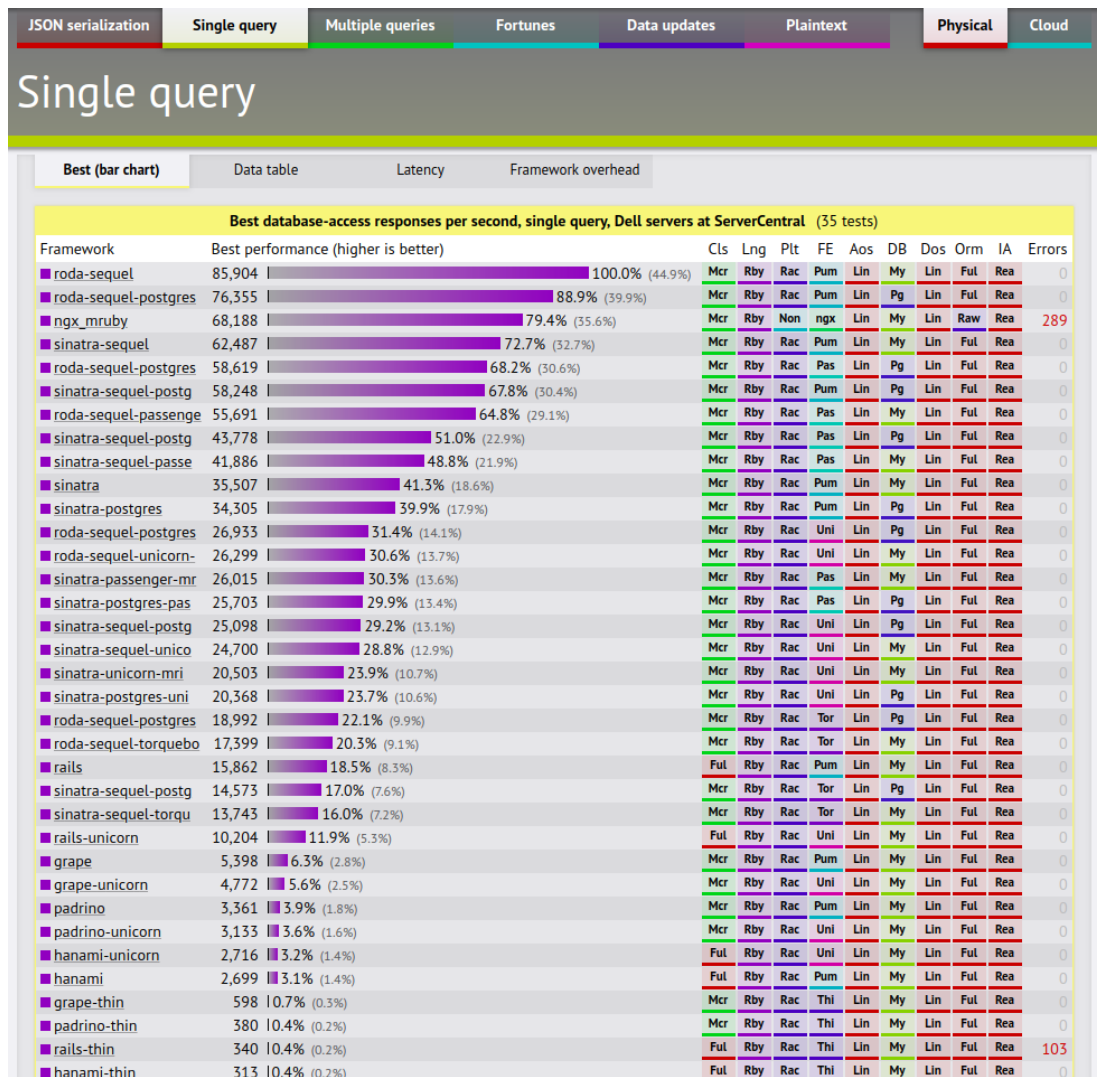 JSON serialization Single query Multiple queries Fortunes Data updates Plaintext Physical Cloud
Single query
Best (bar chart) Data table Latency Framework overhead
Best database-access responses per second, single query, Dell servers at ServerCentral (35 tests)
Framework Best performance (higher is better) Cls Lng Plt FE Aos DB Dos Orm IA Errors
roda-sequel 85,904 100.0% (44.9%) Mcr Rby Rac Pum Lin My Lin Ful Rea 0
roda-sequel-postgres 76,355 88.9% (39.9%) Mcr Rby Rac Pum Lin Pg Lin Ful Rea 0
ngx_mruby 68,188 79.4% (35.6%) Mcr Rby Non ngx Lin My Lin Raw Rea 289
sinatra-sequel 62,487 72.7% (32.7%) Mcr Rby Rac Pum Lin My Lin Ful Rea 0
roda-sequel-postgres 58,619 68.2% (30.6%) Mcr Rby Rac Pas Lin Pg Lin Ful Rea 0
sinatra-sequel-postg 58,248 67.8% (30.4%) Mcr Rby Rac Pum Lin Pg Lin Ful Rea 0
roda-sequel-passenge 55,691 64.8% (29.1%) Mcr Rby Rac Pas Lin My Lin Ful Rea 0
sinatra-sequel-postg 43,778 51.0% (22.9%) Mcr Rby Rac Pas Lin Pg Lin Ful Rea 0
sinatra-sequel-passe 41,886 48.8% (21.9%) Mcr Rby Rac Pas Lin My Lin Ful Rea 0
sinatra 35,507 41.3% (18.6%) Mcr Rby Rac Pum Lin My Lin Ful Rea 0
sinatra-postgres 34,305 39.9% (17.9%) Mcr Rby Rac Pum Lin Pg Lin Ful Rea 0
roda-sequel-postgres 26,933 31.4% (14.1%) Mcr Rby Rac Uni Lin Pg Lin Ful Rea 0
roda-sequel-unicorn- 26,299 30.6% (13.7%) Mcr Rby Rac Uni Lin My Lin Ful Rea 0
sinatra-passenger-mr 26,015 30.3% (13.6%) Mcr Rby Rac Pas Lin My Lin Ful Rea 0
sinatra-postgres-pas 25,703 29.9% (13.4%) Mcr Rby Rac Pas Lin Pg Lin Ful Rea 0
sinatra-sequel-postg 25,098 29.2% (13.1%) Mcr Rby Rac Uni Lin Pg Lin Ful Rea 0
sinatra-sequel-unico 24,700 28.8% (12.9%) Mcr Rby Rac Uni Lin My Lin Ful Rea 0
sinatra-unicorn-mri 20,503 23.9% (10.7%) Mcr Rby Rac Uni Lin My Lin Ful Rea 0
sinatra-postgres-uni 20,368 23.7% (10.6%) Mcr Rby Rac Uni Lin Pg Lin Ful Rea 0
roda-sequel-postgres 18,992 22.1% (9.9%) Mcr Rby Rac Tor Lin Pg Lin Ful Rea 0
roda-sequel-torquebo 17,399 20.3% (9.1%) Mcr Rby Rac Tor Lin My Lin Ful Rea 0
rails 15,862 18.5% (8.3%) Ful Rby Rac Pum Lin My Lin Ful Rea 0
sinatra-sequel-postg 14,573 17.0% (7.6%) Mcr Rby Rac Tor Lin Pg Lin Ful Rea 0
sinatra-sequel-torqu 13,743 16.0% (7.2%) Mcr Rby Rac Tor Lin My Lin Ful Rea 0
rails-unicorn 10,204 11.9% (5.3%) Ful Rby Rac Uni Lin My Lin Ful Rea 0
grape 5,398 6.3% (2.8%) Mcr Rby Rac Pum Lin My Lin Ful Rea 0
grape-unicorn 4,772 5.6% (2.5%) Mcr Rby Rac Uni Lin My Lin Ful Rea 0
padrino 3,361 3.9% (1.8%) Mcr Rby Rac Pum Lin My Lin Ful Rea 0
padrino-unicorn 3,133 3.6% (1.6%) Mcr Rby Rac Uni Lin My Lin Ful Rea 0
hanami-unicorn 2,716 3.2% (1.4%) Ful Rby Rac Uni Lin My Lin Ful Rea 0
hanami 2,699 3.1% (1.4%) Ful Rby Rac Pum Lin My Lin Ful Rea 0
grape-thin 598 0.7% (0.3%) Mcr Rby Rac Thi Lin My Lin Ful Rea 0
padrino-thin 380 0.4% (0.2%) Mcr Rby Rac Thi Lin My Lin Ful Rea 0
rails-thin 340 0.4% (0.2%) Ful Rby Rac Thi Lin My Lin Ful Rea 103
hanami-thin 313 0.4% (0.2%) Ful Rby Rac Thi Lin My Lin Ful Rea 0